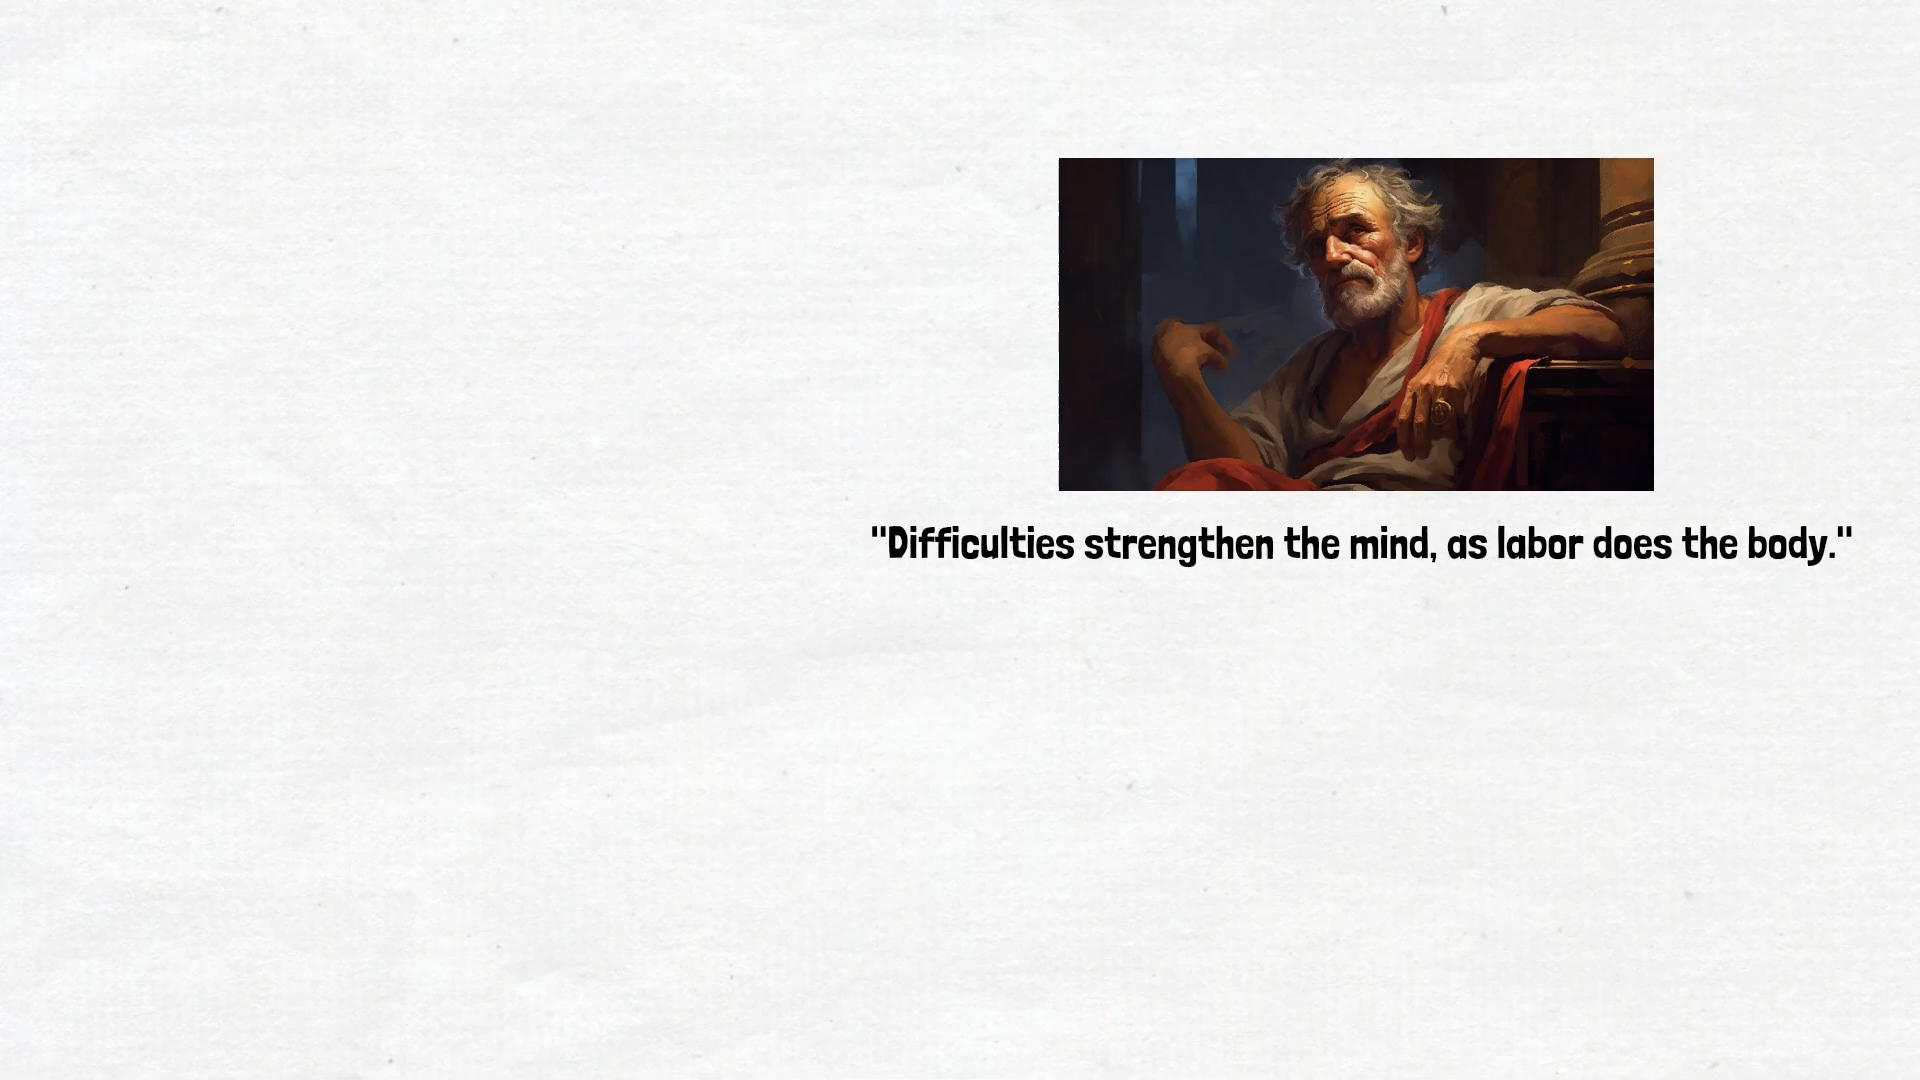 "Difficulties strengthen the mind, as labor does the body."